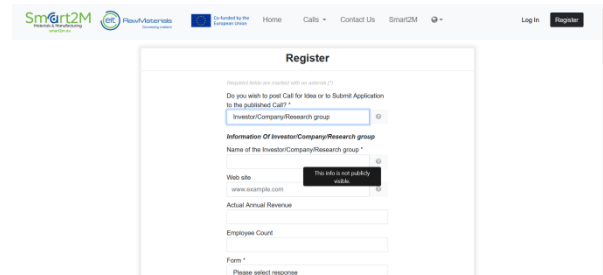 Smart2M
Materials & Manufacturing
smart2m.eu
eit RawMaterials
Connecting matters
Co-funded by the
European Union
Home
Calls
Contact Us
Smart2M
Log In
Register
Register
Required fields are marked with an asterisk (*)
Do you wish to post Call for Idea or to Submit Application
to the published Call? *
Investor/Company/Research group
Information Of Investor/Company/Research group
Name of the Investor/Company/Research group *
This info is not publicly
visible.
Web site
www.example.com
Actual Annual Revenue
Employee Count
Form *
Please select response